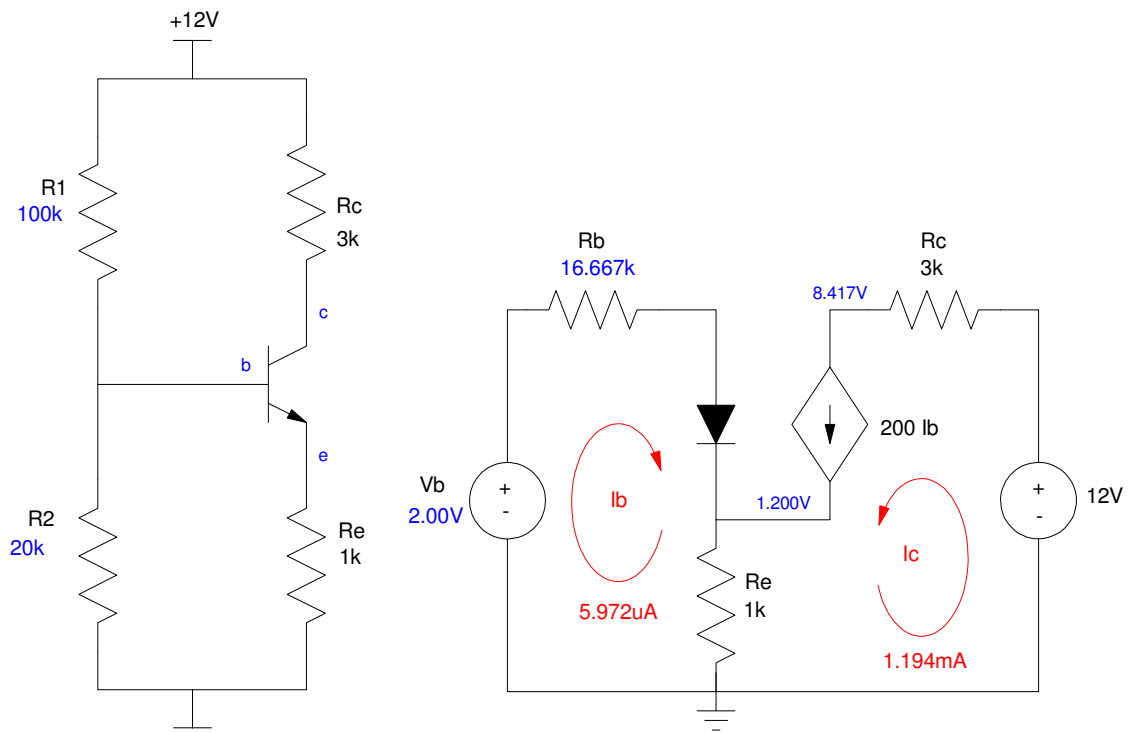 +12V
R1
100k
Rc
3k
c
b
e
R2
20k
Re
1k
Rb
16.667k
Rc
3k
8.417V
200 Ib
Vb
2.00V
+
-
Ib
1.200V
+
-
12V
Ic
Re
1k
5.972uA
1.194mA